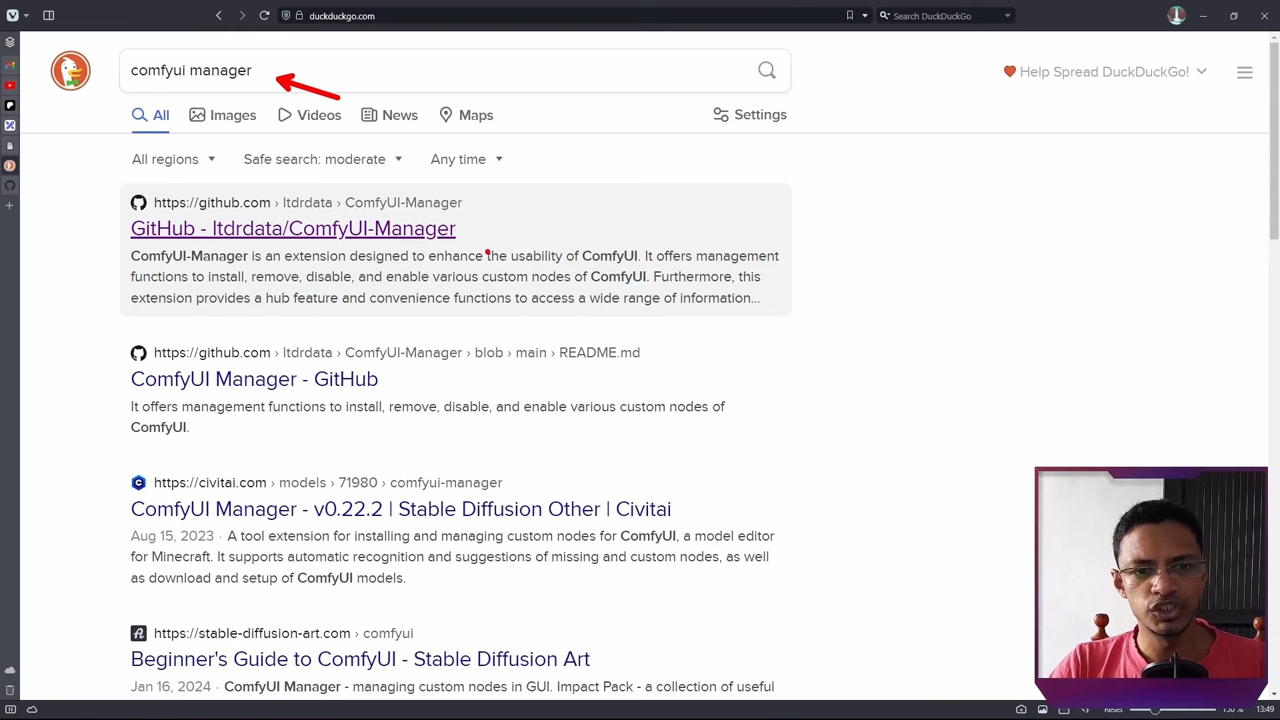 duckduckgo.com
Search DuckDuckGo
comfyui manager
Help Spread DuckDuckGo!
All
Images
Videos
News
Maps
Settings
All regions
Safe search: moderate
Any time
https://github.com › ltdrdata › ComfyUI-Manager
GitHub - ltdrdata/ComfyUI-Manager
ComfyUI-Manager is an extension designed to enhance the usability of ComfyUI. It offers management
functions to install, remove, disable, and enable various custom nodes of ComfyUI. Furthermore, this
extension provides a hub feature and convenience functions to access a wide range of information...
https://github.com › ltdrdata › ComfyUI-Manager › blob › main › README.md
ComfyUI Manager - GitHub
It offers management functions to install, remove, disable, and enable various custom nodes of
ComfyUI.
https://civitai.com › models › 71980 › comfyui-manager
ComfyUI Manager - v0.22.2 | Stable Diffusion Other | Civitai
Aug 15, 2023 · A tool extension for installing and managing custom nodes for ComfyUI, a model editor
for Minecraft. It supports automatic recognition and suggestions of missing and custom nodes, as well
as download and setup of ComfyUI models.
https://stable-diffusion-art.com › comfyui
Beginner's Guide to ComfyUI - Stable Diffusion Art
Jan 16, 2024 · ComfyUI Manager - managing custom nodes in GUI. Impact Pack - a collection of useful
Reset
150 %
13:49